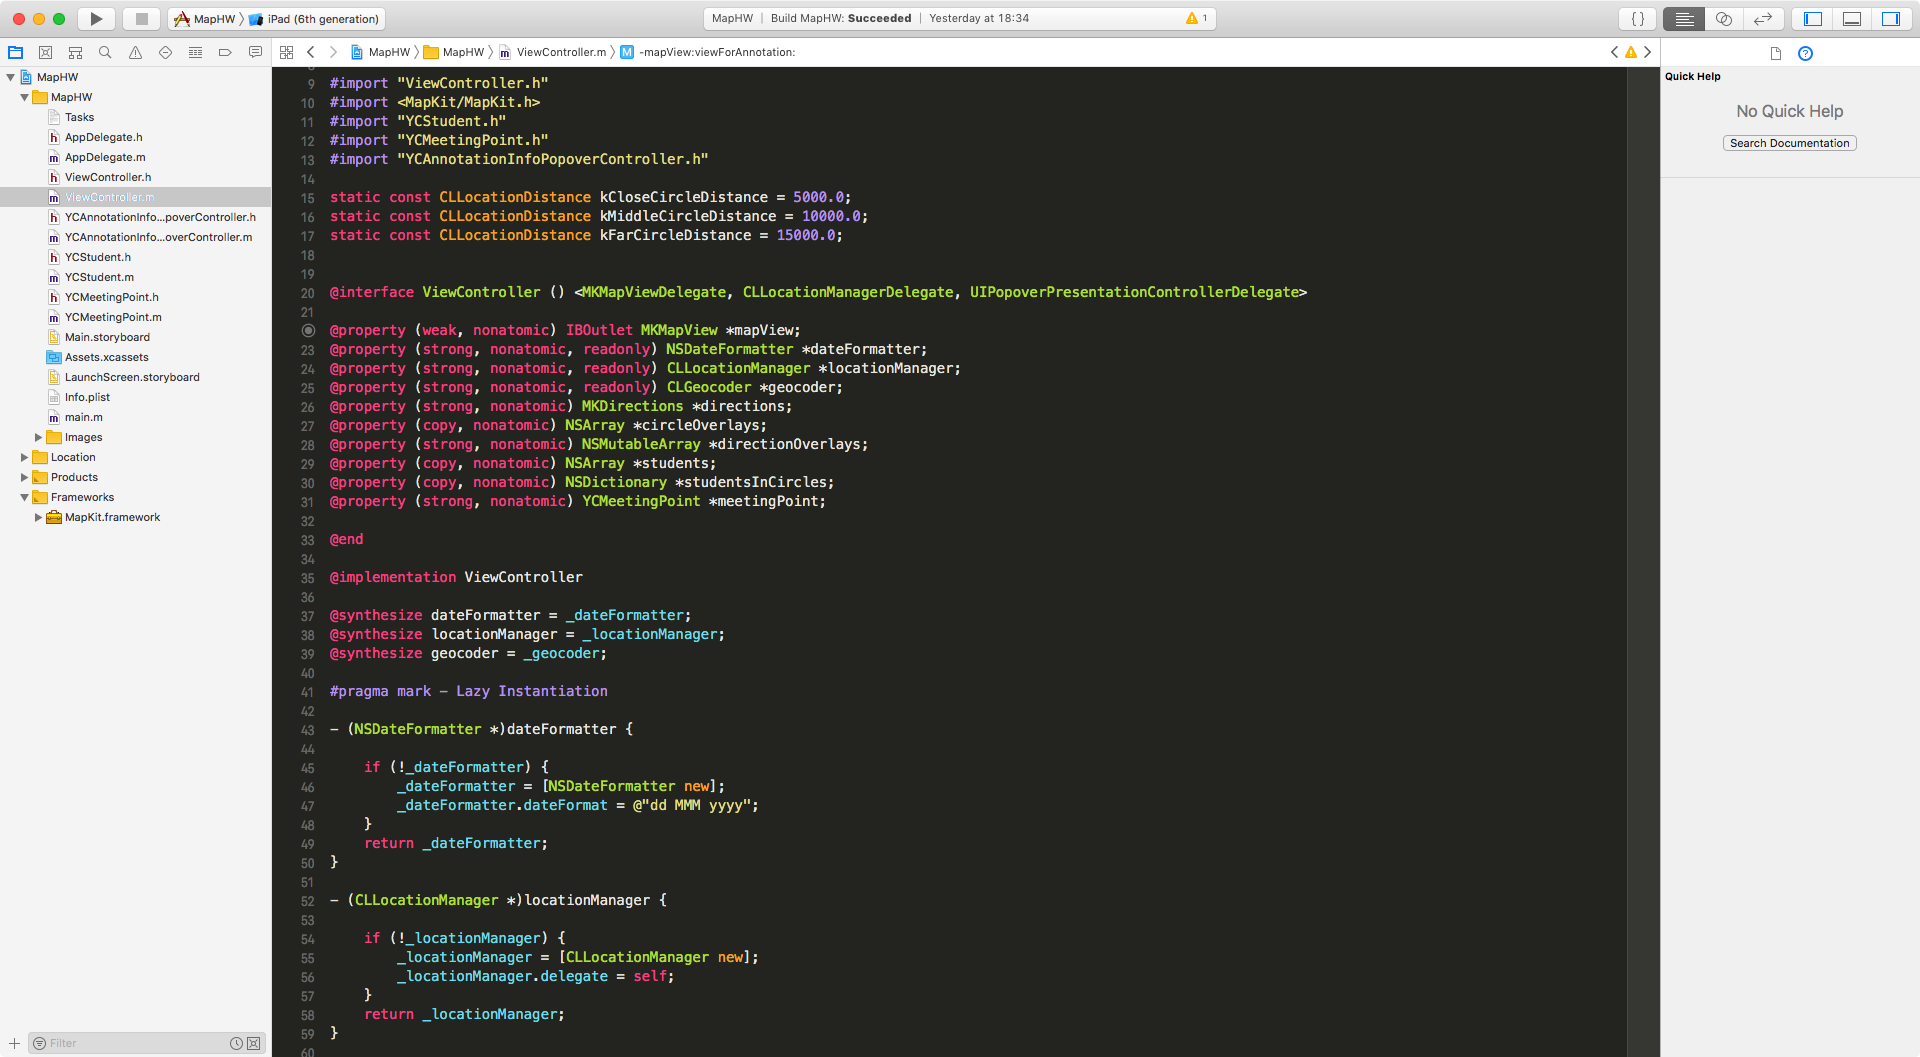 MapHW 〉 iPad (6th generation)
MapHW | Build MapHW: Succeeded | Yesterday at 18:34
1
{}
MapHW 〉 MapHW 〉 ViewController.m 〉 M -mapView:viewForAnnotation:
MapHW
MapHW
Tasks
h AppDelegate.h
m AppDelegate.m
h ViewController.h
m ViewController.m
h YCAnnotationInfo...poverController.h
m YCAnnotationInfo...overController.m
h YCStudent.h
m YCStudent.m
h YCMeetingPoint.h
m YCMeetingPoint.m
Main.storyboard
Assets.xcassets
LaunchScreen.storyboard
Info.plist
m main.m
Images
Location
Products
Frameworks
MapKit.framework
Filter
9 #import "ViewController.h"
10 #import <MapKit/MapKit.h>
11 #import "YCStudent.h"
12 #import "YCMeetingPoint.h"
13 #import "YCAnnotationInfoPopoverController.h"
14
15 static const CLLocationDistance kCloseCircleDistance = 5000.0;
16 static const CLLocationDistance kMiddleCircleDistance = 10000.0;
17 static const CLLocationDistance kFarCircleDistance = 15000.0;
18
19
20 @interface ViewController () <MKMapViewDelegate, CLLocationManagerDelegate, UIPopoverPresentationControllerDelegate>
21
@property (weak, nonatomic) IBOutlet MKMapView *mapView;
23 @property (strong, nonatomic, readonly) NSDateFormatter *dateFormatter;
24 @property (strong, nonatomic, readonly) CLLocationManager *locationManager;
25 @property (strong, nonatomic, readonly) CLGeocoder *geocoder;
26 @property (strong, nonatomic) MKDirections *directions;
27 @property (copy, nonatomic) NSArray *circleOverlays;
28 @property (strong, nonatomic) NSMutableArray *directionOverlays;
29 @property (copy, nonatomic) NSArray *students;
30 @property (copy, nonatomic) NSDictionary *studentsInCircles;
31 @property (strong, nonatomic) YCMeetingPoint *meetingPoint;
32
33 @end
34
35 @implementation ViewController
36
37 @synthesize dateFormatter = _dateFormatter;
38 @synthesize locationManager = _locationManager;
39 @synthesize geocoder = _geocoder;
40
41 #pragma mark - Lazy Instantiation
42
43 - (NSDateFormatter *)dateFormatter {
44
45 if (!_dateFormatter) {
46 _dateFormatter = [NSDateFormatter new];
47 _dateFormatter.dateFormat = @"dd MMM yyyy";
48 }
49 return _dateFormatter;
50 }
51
52 - (CLLocationManager *)locationManager {
53
54 if (!_locationManager) {
55 _locationManager = [CLLocationManager new];
56 _locationManager.delegate = self;
57 }
58 return _locationManager;
59 }
60
Quick Help
No Quick Help
Search Documentation